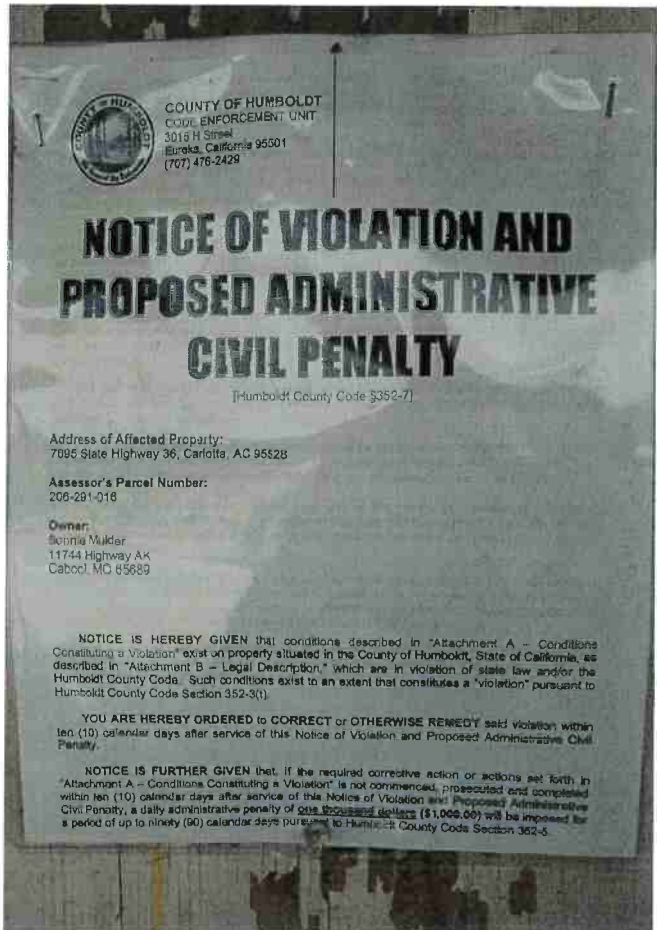 COUNTY OF HUMBOLDT
COUNTY OF HUMBOLDT
CODE ENFORCEMENT UNIT
3015 H Street
Eureka, California 95501
(707) 476-2429
NOTICE OF VIOLATION AND
PROPOSED ADMINISTRATIVE
CIVIL PENALTY
[Humboldt County Code §352-7]
Address of Affected Property:
7095 State Highway 36, Carlotta, AC 95528
Assessor's Parcel Number:
206-291-016
Owner:
Bonnie Mulder
11744 Highway AK
Cabool, MO 65689
NOTICE IS HEREBY GIVEN that conditions described in "Attachment A – Conditions
Constituting a Violation" exist on property situated in the County of Humboldt, State of California, as
described in "Attachment B – Legal Description," which are in violation of state law and/or the
Humboldt County Code. Such conditions exist to an extent that constitutes a "violation" pursuant to
Humboldt County Code Section 352-3(t).
YOU ARE HEREBY ORDERED to CORRECT or OTHERWISE REMEDY said violation within
ten (10) calendar days after service of this Notice of Violation and Proposed Administrative Civil
Penalty.
NOTICE IS FURTHER GIVEN that, if the required corrective action or actions set forth in
"Attachment A – Conditions Constituting a Violation" is not commenced, prosecuted and completed
within ten (10) calendar days after service of this Notice of Violation and Proposed Administrative
Civil Penalty, a daily administrative penalty of one thousand dollars ($1,000.00) will be imposed for
a period of up to ninety (90) calendar days pursuant to Humboldt County Code Section 352-5.